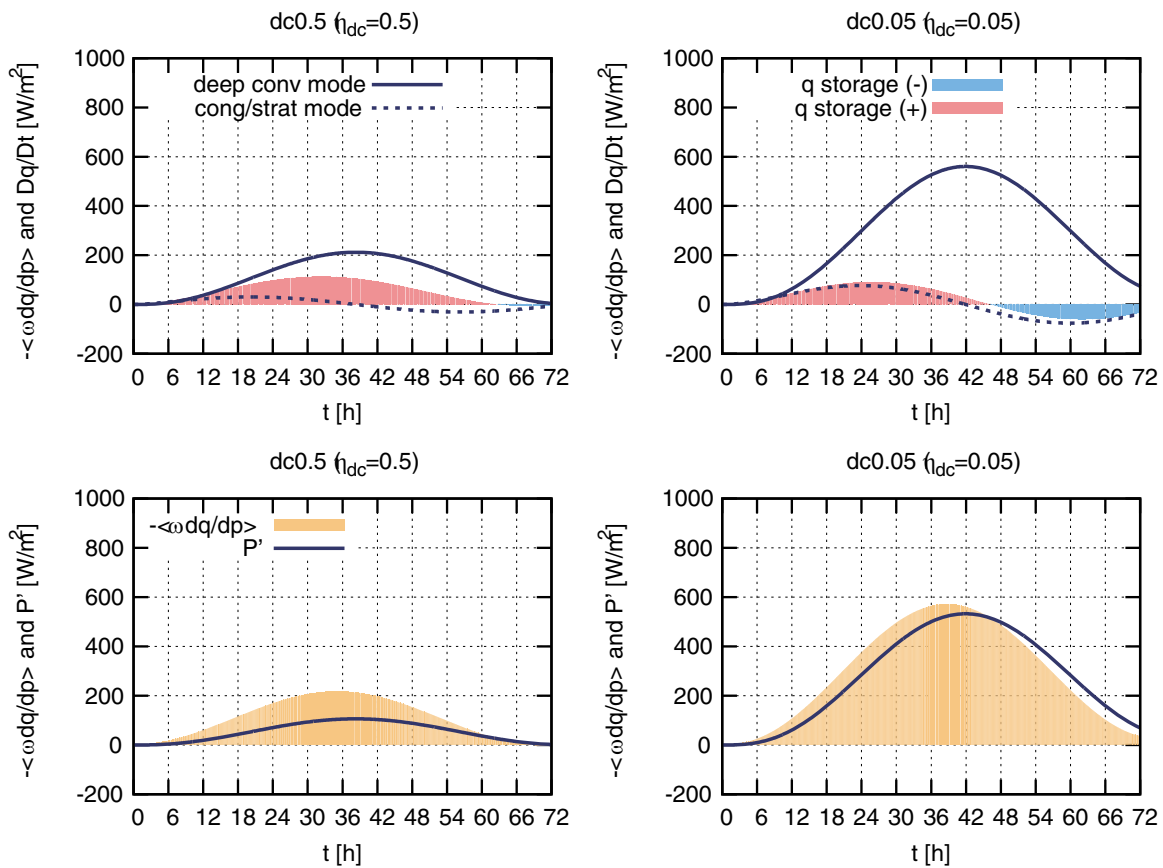 dc0.5 (η_dc=0.5)
-<ωdq/dp> and Dq/Dt [W/m²]
1000
800
600
400
200
0
-200
deep conv mode
cong/strat mode
0 6 12 18 24 30 36 42 48 54 60 66 72
t [h]
dc0.05 (η_dc=0.05)
-<ωdq/dp> and Dq/Dt [W/m²]
1000
800
600
400
200
0
-200
q storage (-)
q storage (+)
0 6 12 18 24 30 36 42 48 54 60 66 72
t [h]
dc0.5 (η_dc=0.5)
-<ωdq/dp> and P' [W/m²]
1000
800
600
400
200
0
-200
-<ωdq/dp>
P'
0 6 12 18 24 30 36 42 48 54 60 66 72
t [h]
dc0.05 (η_dc=0.05)
-<ωdq/dp> and P' [W/m²]
1000
800
600
400
200
0
-200
0 6 12 18 24 30 36 42 48 54 60 66 72
t [h]